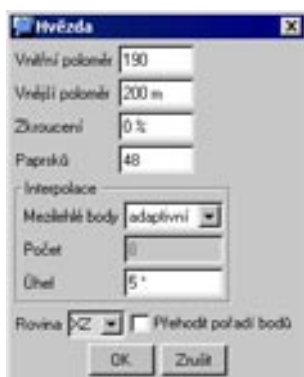 Hvězda
Vnitřní poloměr 190
Vnější poloměr 200 m
Zkroucení 0 %
Paprsků 48
Interpolace
Mezilehlé body adaptivní
Počet 8
Úhel 5 °
Rovina XZ Přehodit pořadí bodů
OK Zrušit